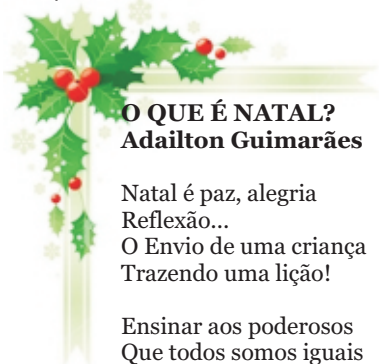 O QUE É NATAL?
Adailton Guimarães
Natal é paz, alegria
Reflexão...
O Envio de uma criança
Trazendo uma lição!
Ensinar aos poderosos
Que todos somos iguais